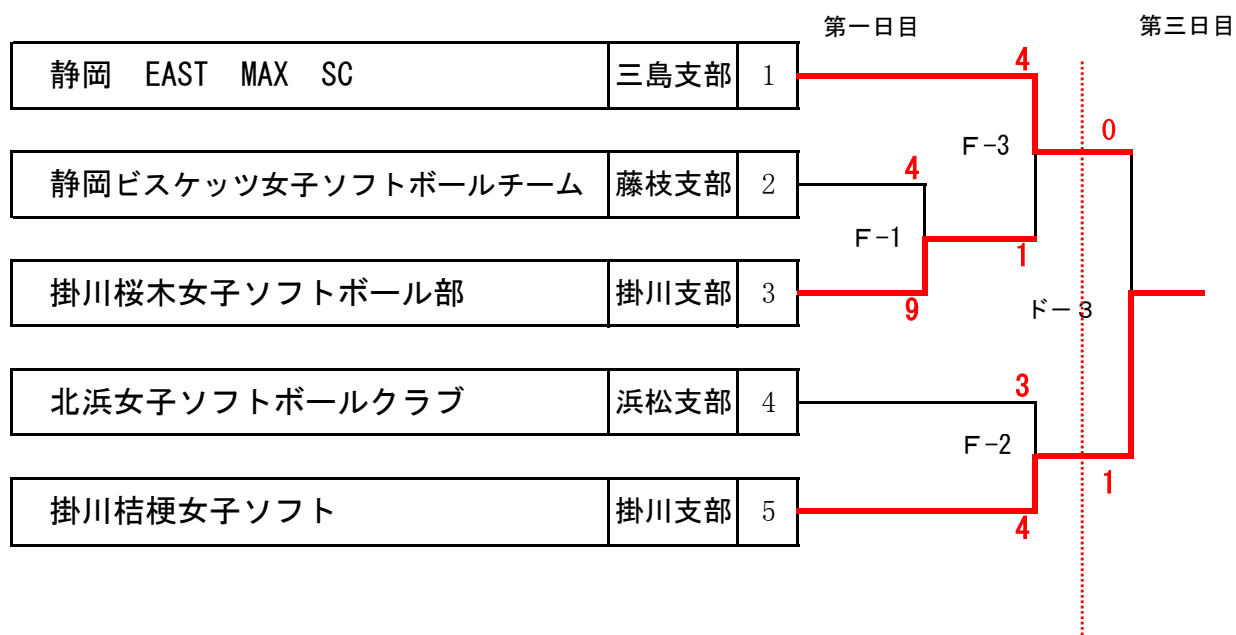 第一日目 第三日目
静岡 EAST MAX SC 三島支部 1 4
0
F-3
静岡ビスケッツ女子ソフトボールチーム 藤枝支部 2 4
F-1
1
掛川桜木女子ソフトボール部 掛川支部 3 9
ドー3
北浜女子ソフトボールクラブ 浜松支部 4 3
F-2
1
掛川桔梗女子ソフト 掛川支部 5 4